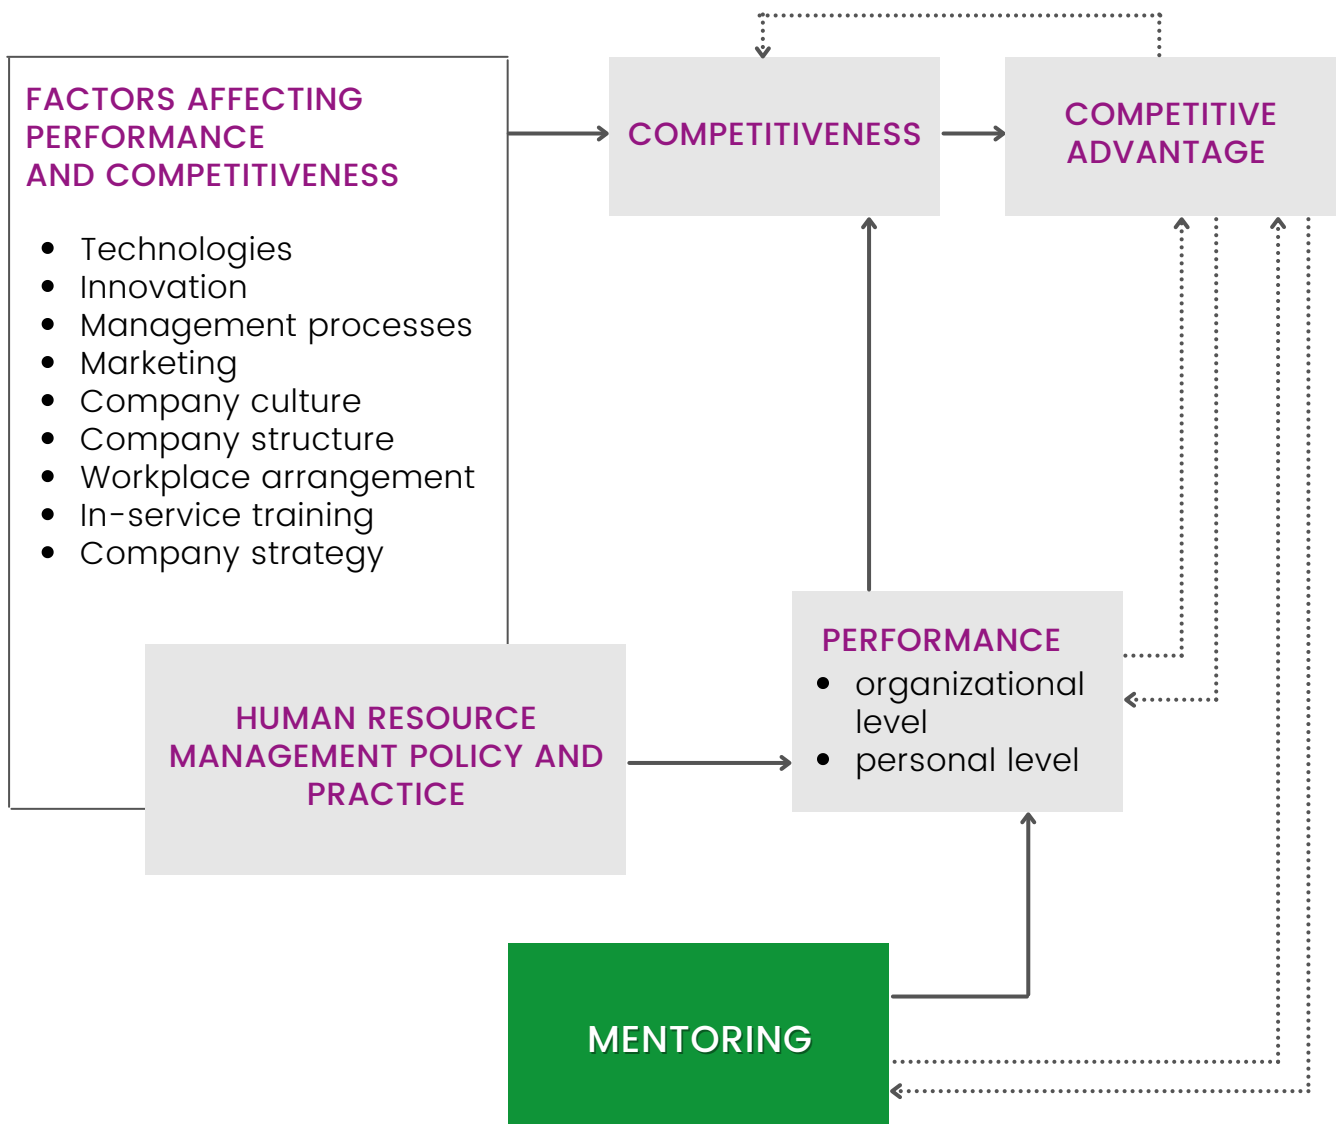 FACTORS AFFECTING
PERFORMANCE
AND COMPETITIVENESS
• Technologies
• Innovation
• Management processes
• Marketing
• Company culture
• Company structure
• Workplace arrangement
• In-service training
• Company strategy
COMPETITIVENESS
COMPETITIVE
ADVANTAGE
HUMAN RESOURCE
MANAGEMENT POLICY AND
PRACTICE
PERFORMANCE
• organizational
level
• personal level
MENTORING